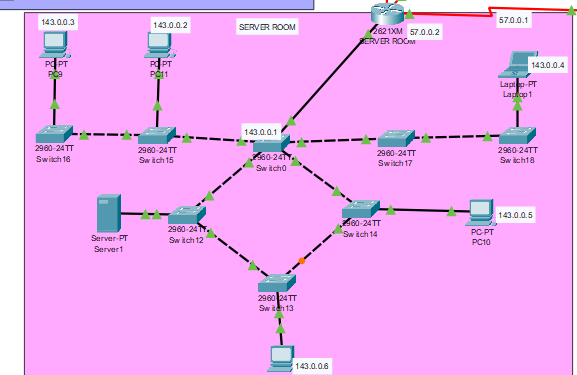 143.0.0.3
143.0.0.2
SERVER ROOM
57.0.0.1
2621XM
57.0.0.2
SERVER ROOM
PC-PT
PC9
PC-PT
PC11
143.0.0.4
Laptop-PT
Laptop1
143.0.0.1
2960-24TT
Switch16
2960-24TT
Switch15
2960-24TT
Switch0
2960-24TT
Switch17
2960-24TT
Switch18
Server-PT
Server1
2960-24TT
Switch12
2960-24TT
Switch14
143.0.0.5
PC-PT
PC10
2960-24TT
Switch13
143.0.0.6